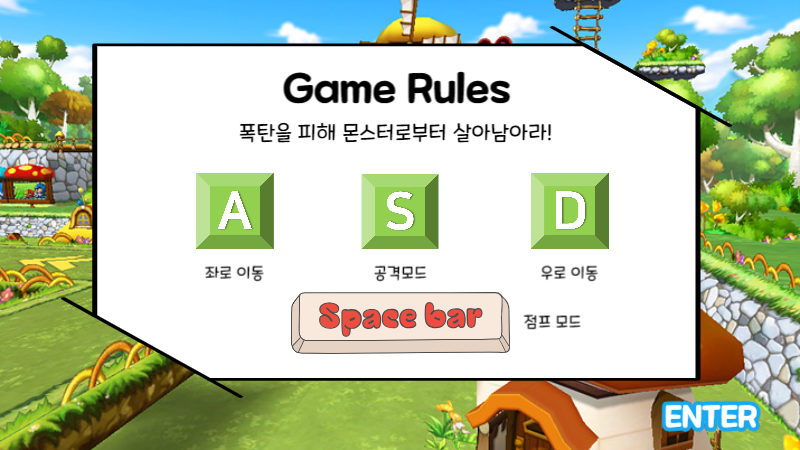 Game Rules
폭탄을 피해 몬스터로부터 살아남아라!
A S D
좌로 이동 공격모드 우로 이동
Space bar 점프 모드
ENTER